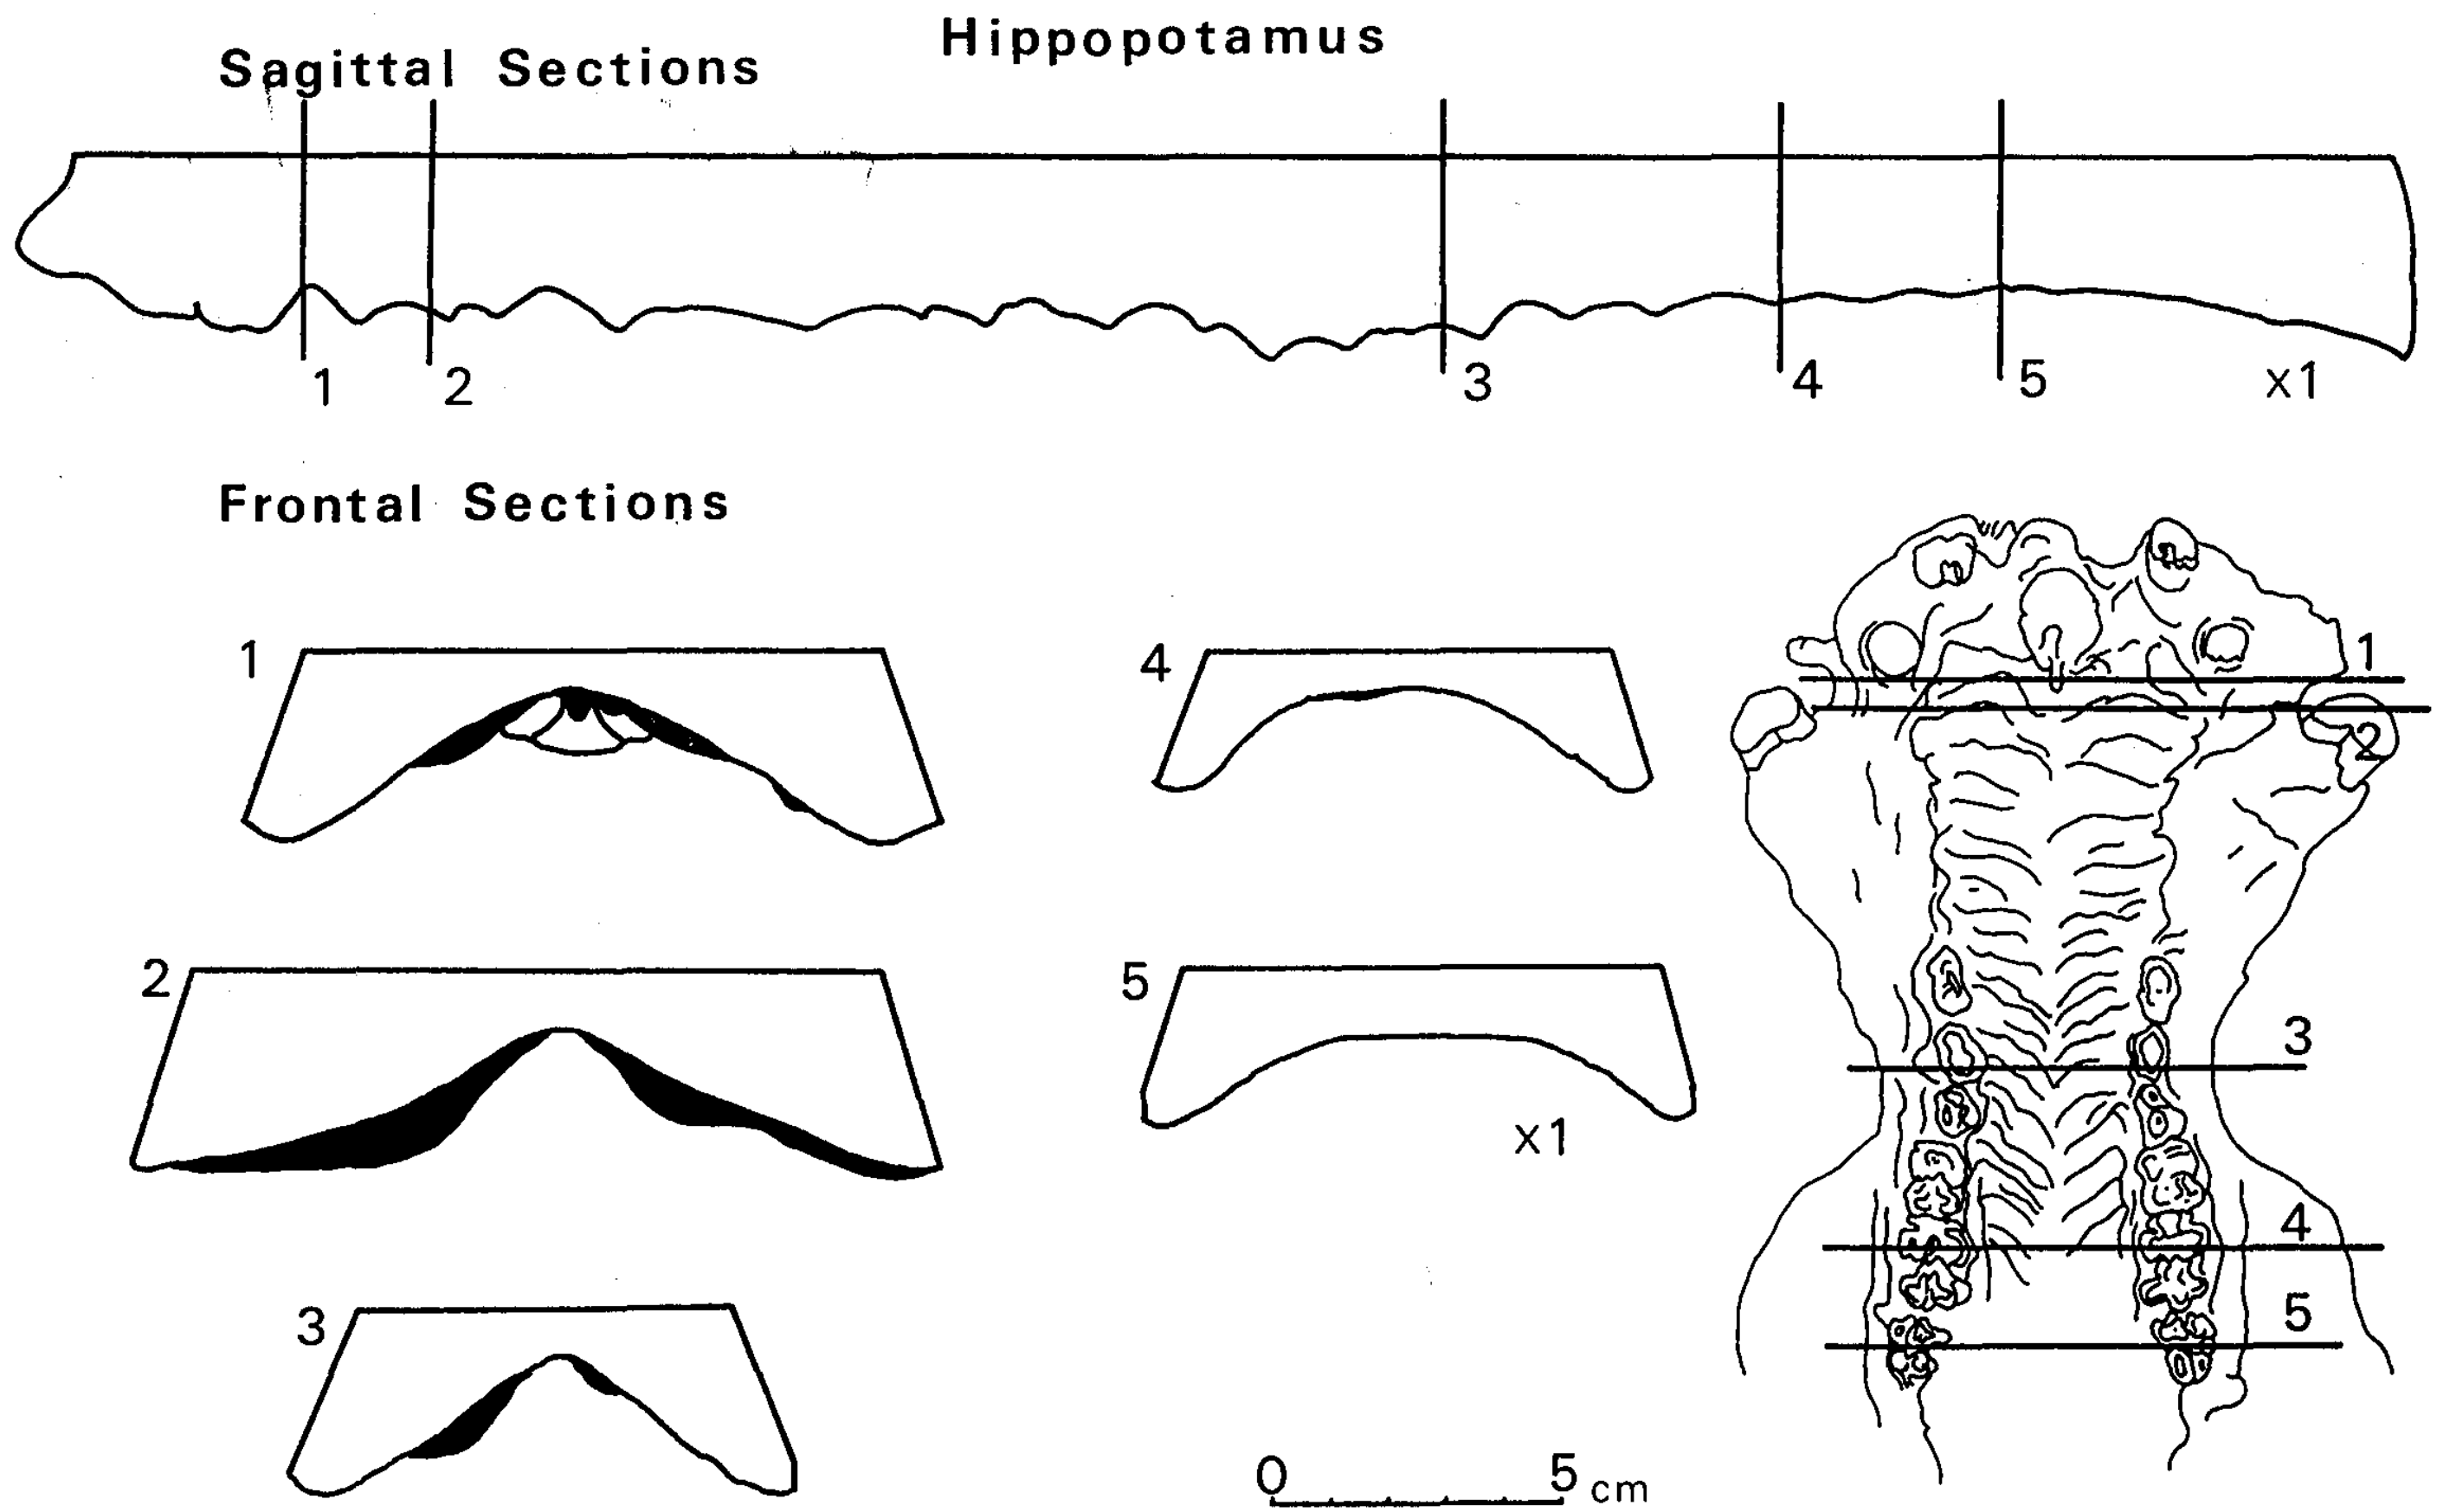 Hippopotamus
Sagittal Sections
1 2 3 4 5 x1
Frontal Sections
1 4
2 5
x1
3
1
2
3
4
5
0 5 cm